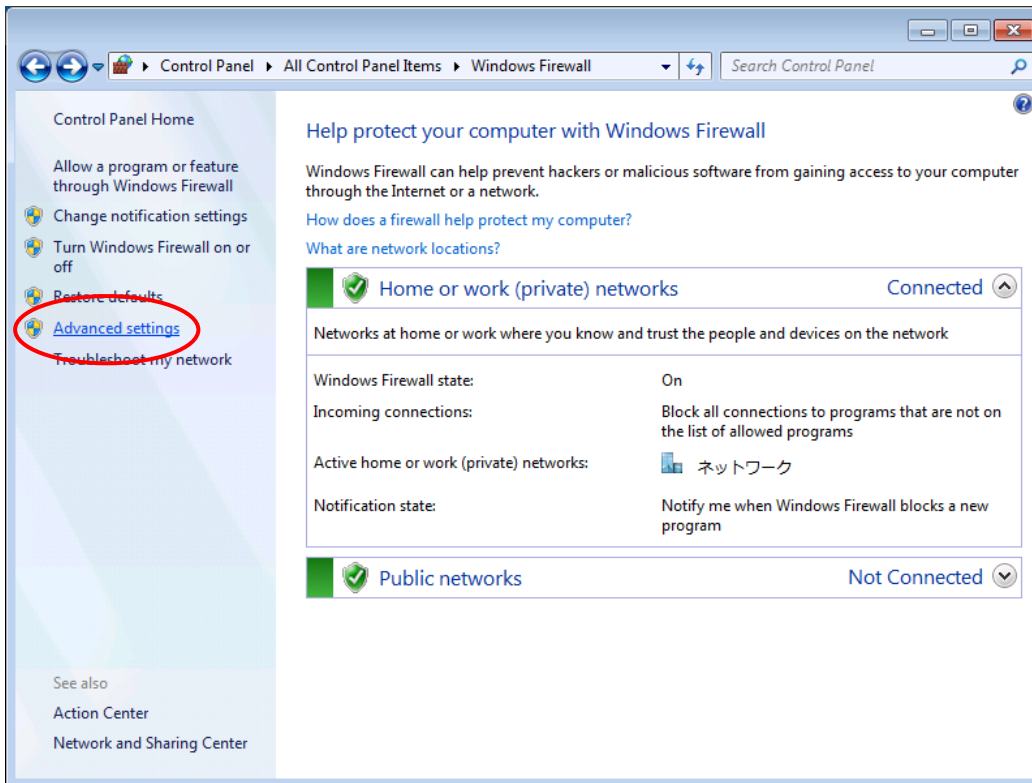 Control Panel All Control Panel Items Windows Firewall Search Control Panel
Control Panel Home
Allow a program or feature
through Windows Firewall
Change notification settings
Turn Windows Firewall on or
off
Restore defaults
Advanced settings
Troubleshoot my network
See also
Action Center
Network and Sharing Center
Help protect your computer with Windows Firewall
Windows Firewall can help prevent hackers or malicious software from gaining access to your computer
through the Internet or a network.
How does a firewall help protect my computer?
What are network locations?
Home or work (private) networks Connected
Networks at home or work where you know and trust the people and devices on the network
Windows Firewall state: On
Incoming connections: Block all connections to programs that are not on
the list of allowed programs
Active home or work (private) networks: ネットワーク
Notification state: Notify me when Windows Firewall blocks a new
program
Public networks Not Connected